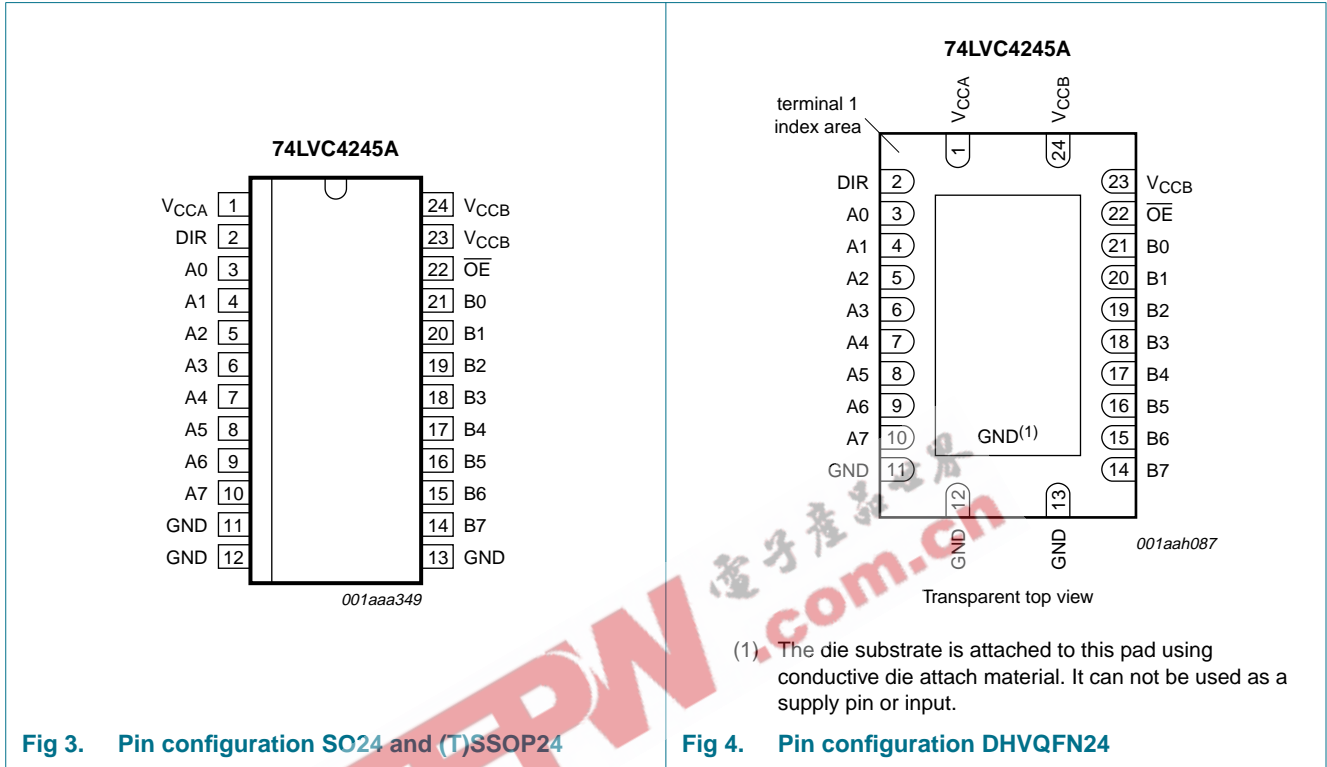 74LVC4245A
VCCA 1 24 VCCB
DIR 2 23 VCCB
A0 3 22 OE
A1 4 21 B0
A2 5 20 B1
A3 6 19 B2
A4 7 18 B3
A5 8 17 B4
A6 9 16 B5
A7 10 15 B6
GND 11 14 B7
GND 12 13 GND
001aaa349
Fig 3. Pin configuration SO24 and (T)SSOP24
74LVC4245A
terminal 1
index area
VCCA VCCB
1 24
DIR 2 23 VCCB
A0 3 22 OE
A1 4 21 B0
A2 5 20 B1
A3 6 19 B2
A4 7 18 B3
A5 8 17 B4
A6 9 16 B5
A7 10 GND(1) 15 B6
GND 11 14 B7
12 13
GND GND
001aah087
Transparent top view
(1) The die substrate is attached to this pad using
conductive die attach material. It can not be used as a
supply pin or input.
Fig 4. Pin configuration DHVQFN24
電子產品世界
.com.cn